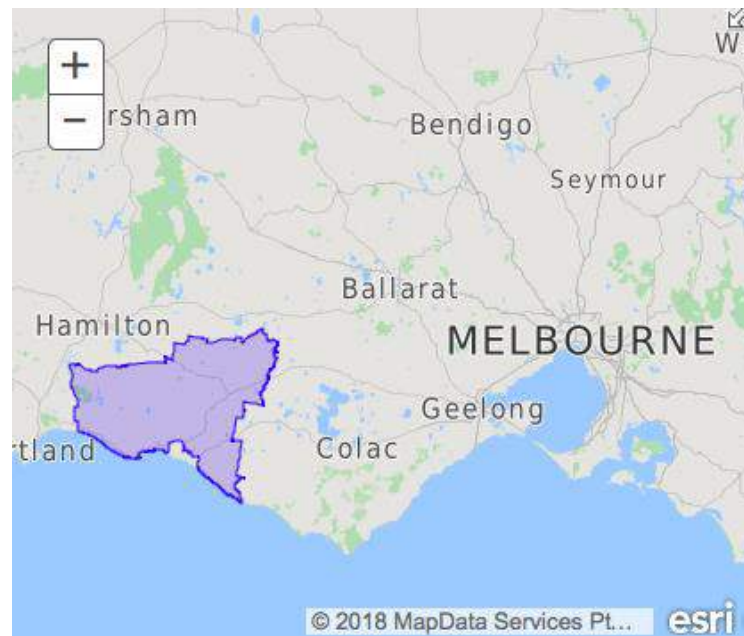 +
W
−
rsham
Bendigo
Seymour
Ballarat
Hamilton
MELBOURNE
Geelong
rtland
Colac
© 2018 MapData Services Pt...
esri